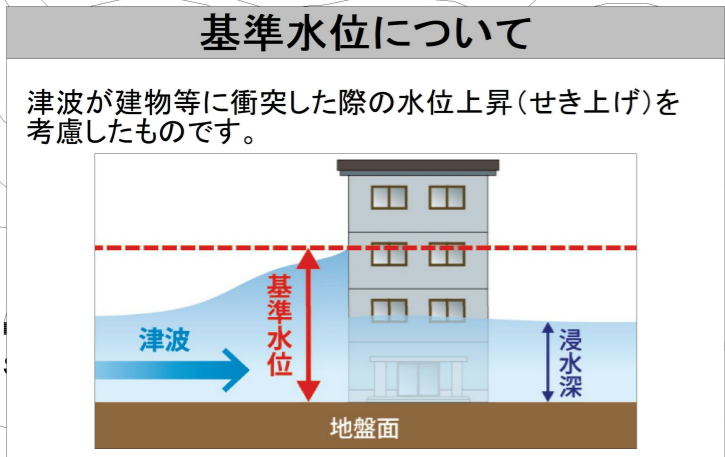 基準水位について
津波が建物等に衝突した際の水位上昇(せき上げ)を
考慮したものです。
基準水位
津波
浸水深
地盤面